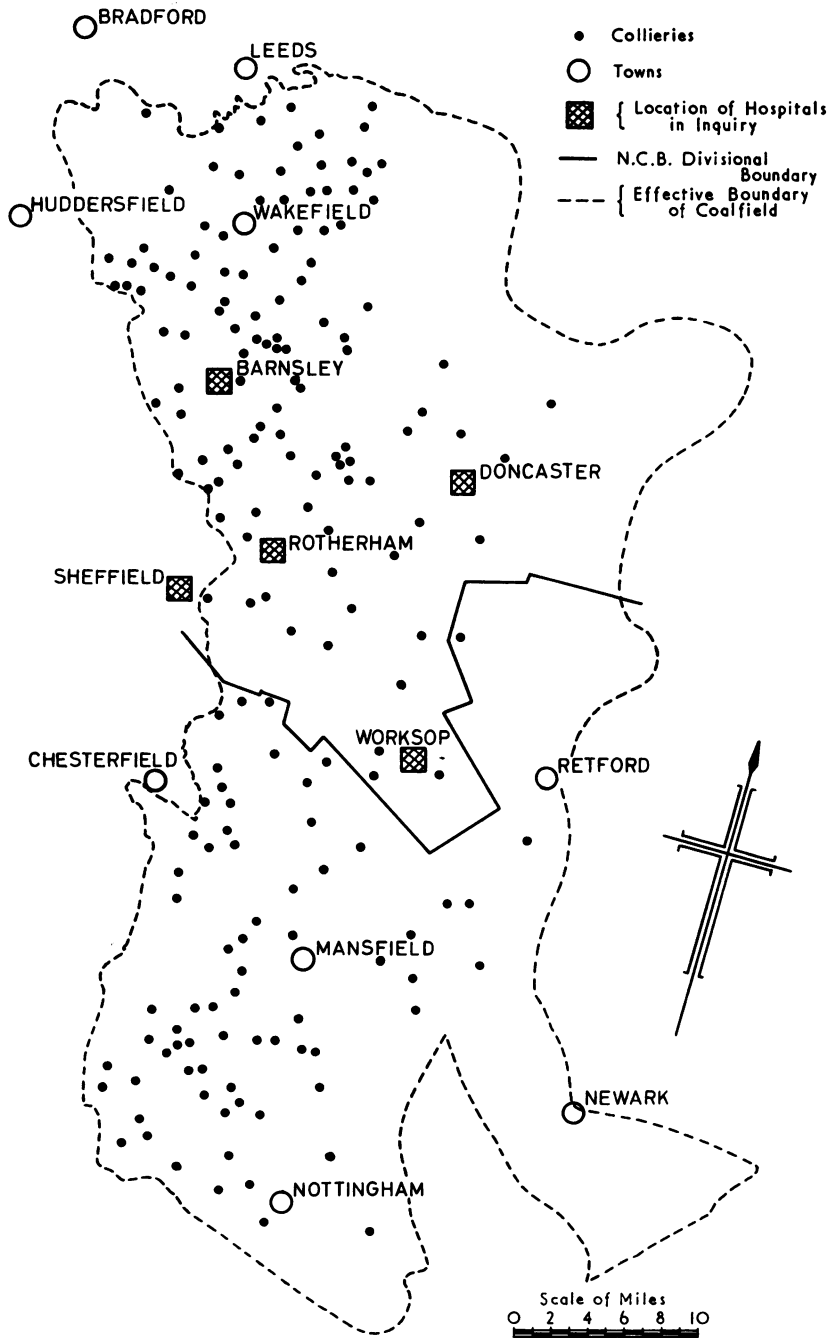 BRADFORD
LEEDS
Collieries
Towns
Location of Hospitals
in Inquiry
N.C.B. Divisional
Boundary
Effective Boundary
of Coalfield
HUDDERSFIELD
WAKEFIELD
BARNSLEY
DONCASTER
ROTHERHAM
SHEFFIELD
WORKSOP
CHESTERFIELD
RETFORD
MANSFIELD
NEWARK
NOTTINGHAM
Scale of Miles
0 2 4 6 8 10